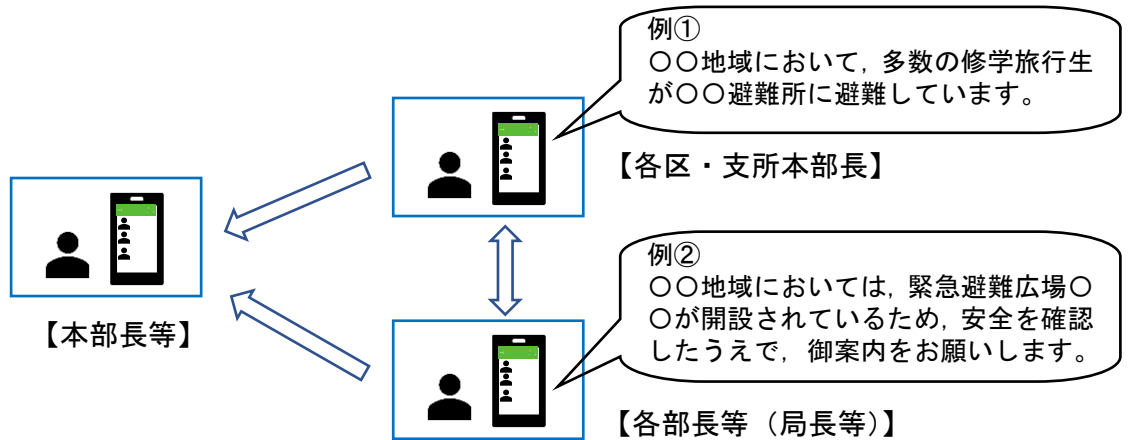 例①
〇〇地域において，多数の修学旅行生
が〇〇避難所に避難しています。
【各区・支所本部長】
【本部長等】
例②
〇〇地域においては，緊急避難広場〇
〇が開設されているため，安全を確認
したうえで，御案内をお願いします。
【各部長等（局長等）】